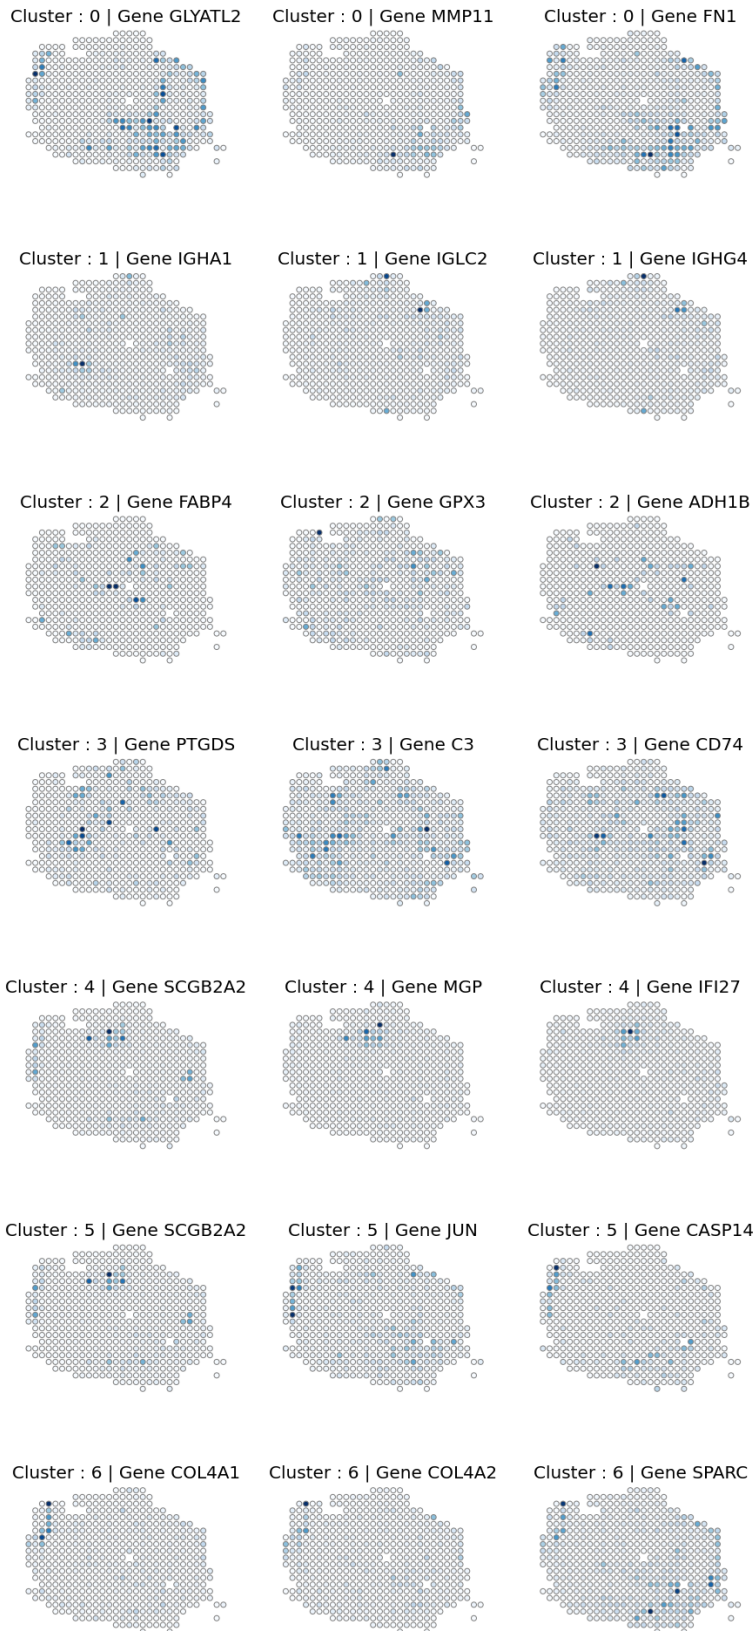 Cluster : 0 | Gene GLYATL2
Cluster : 0 | Gene MMP11
Cluster : 0 | Gene FN1
Cluster : 1 | Gene IGHA1
Cluster : 1 | Gene IGLC2
Cluster : 1 | Gene IGHG4
Cluster : 2 | Gene FABP4
Cluster : 2 | Gene GPX3
Cluster : 2 | Gene ADH1B
Cluster : 3 | Gene PTGDS
Cluster : 3 | Gene C3
Cluster : 3 | Gene CD74
Cluster : 4 | Gene SCGB2A2
Cluster : 4 | Gene MGP
Cluster : 4 | Gene IFI27
Cluster : 5 | Gene SCGB2A2
Cluster : 5 | Gene JUN
Cluster : 5 | Gene CASP14
Cluster : 6 | Gene COL4A1
Cluster : 6 | Gene COL4A2
Cluster : 6 | Gene SPARC